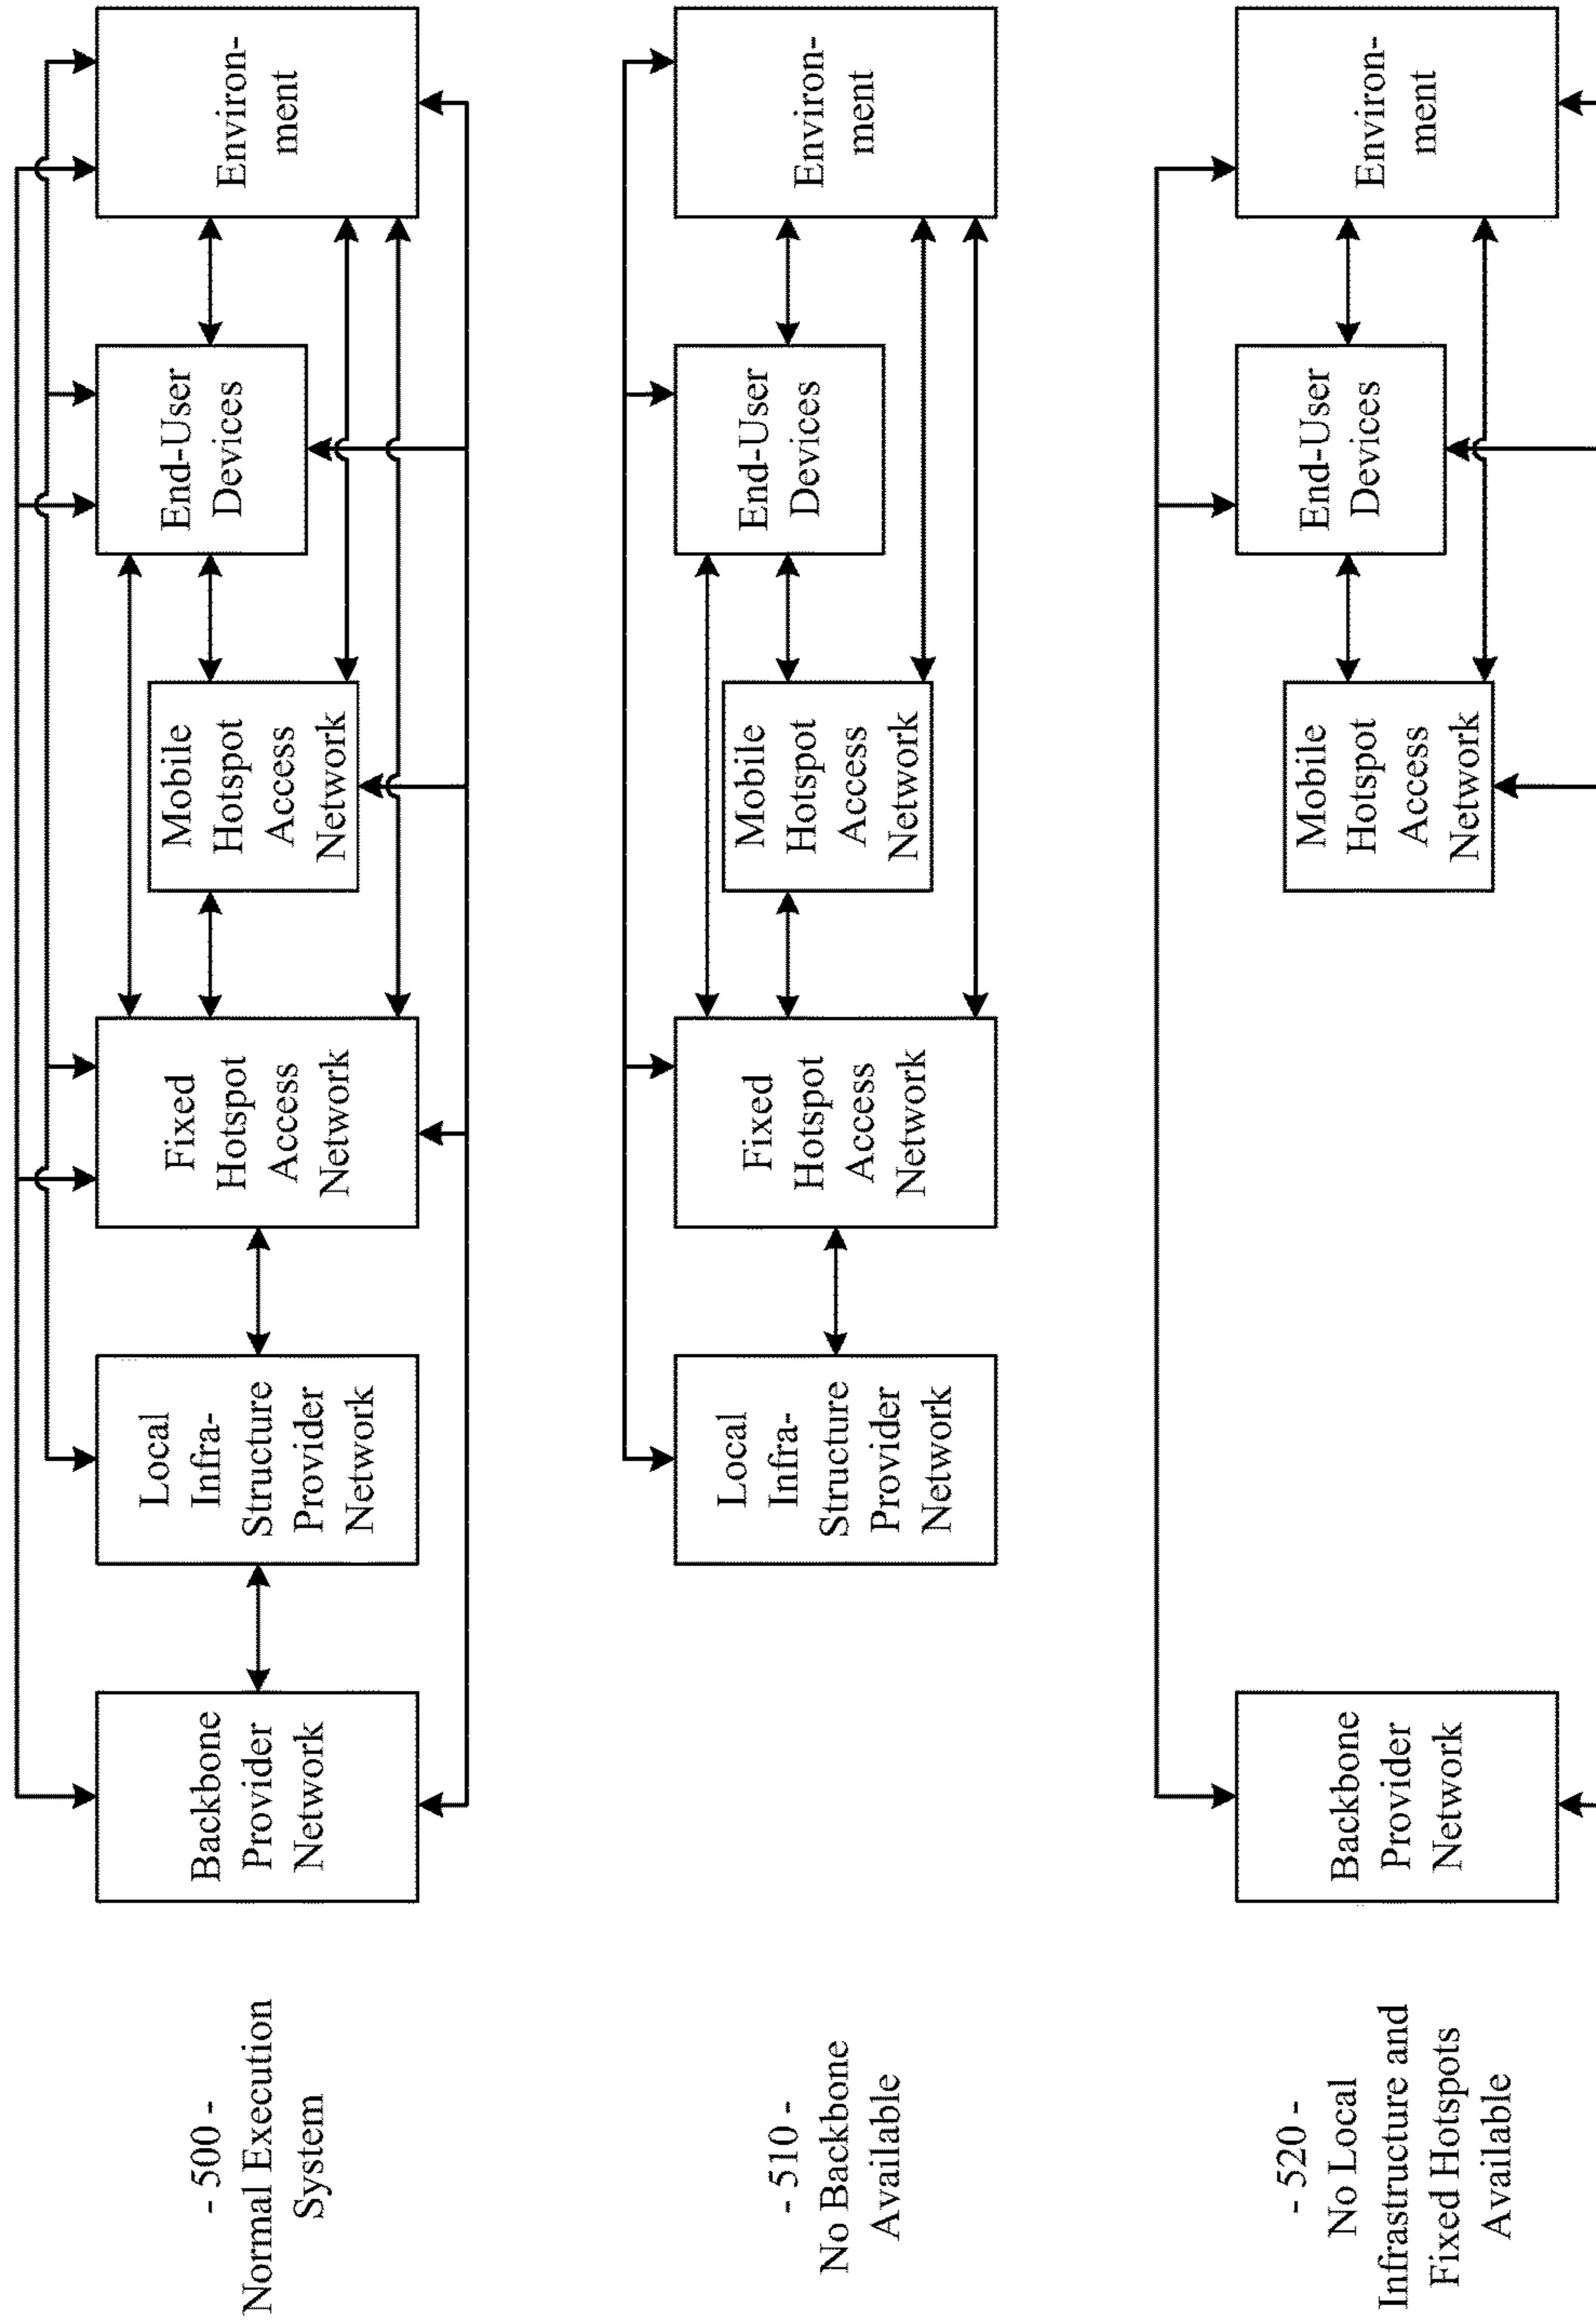 - 500 -
Normal Execution
System
Backbone
Provider
Network
Local
Infra-
Structure
Provider
Network
Fixed
Hotspot
Access
Network
Mobile
Hotspot
Access
Network
End-User
Devices
Environ-
ment
- 510 -
No Backbone
Available
Local
Infra-
Structure
Provider
Network
Fixed
Hotspot
Access
Network
Mobile
Hotspot
Access
Network
End-User
Devices
Environ-
ment
- 520 -
No Local
Infrastructure and
Fixed Hotspots
Available
Backbone
Provider
Network
Mobile
Hotspot
Access
Network
End-User
Devices
Environ-
ment